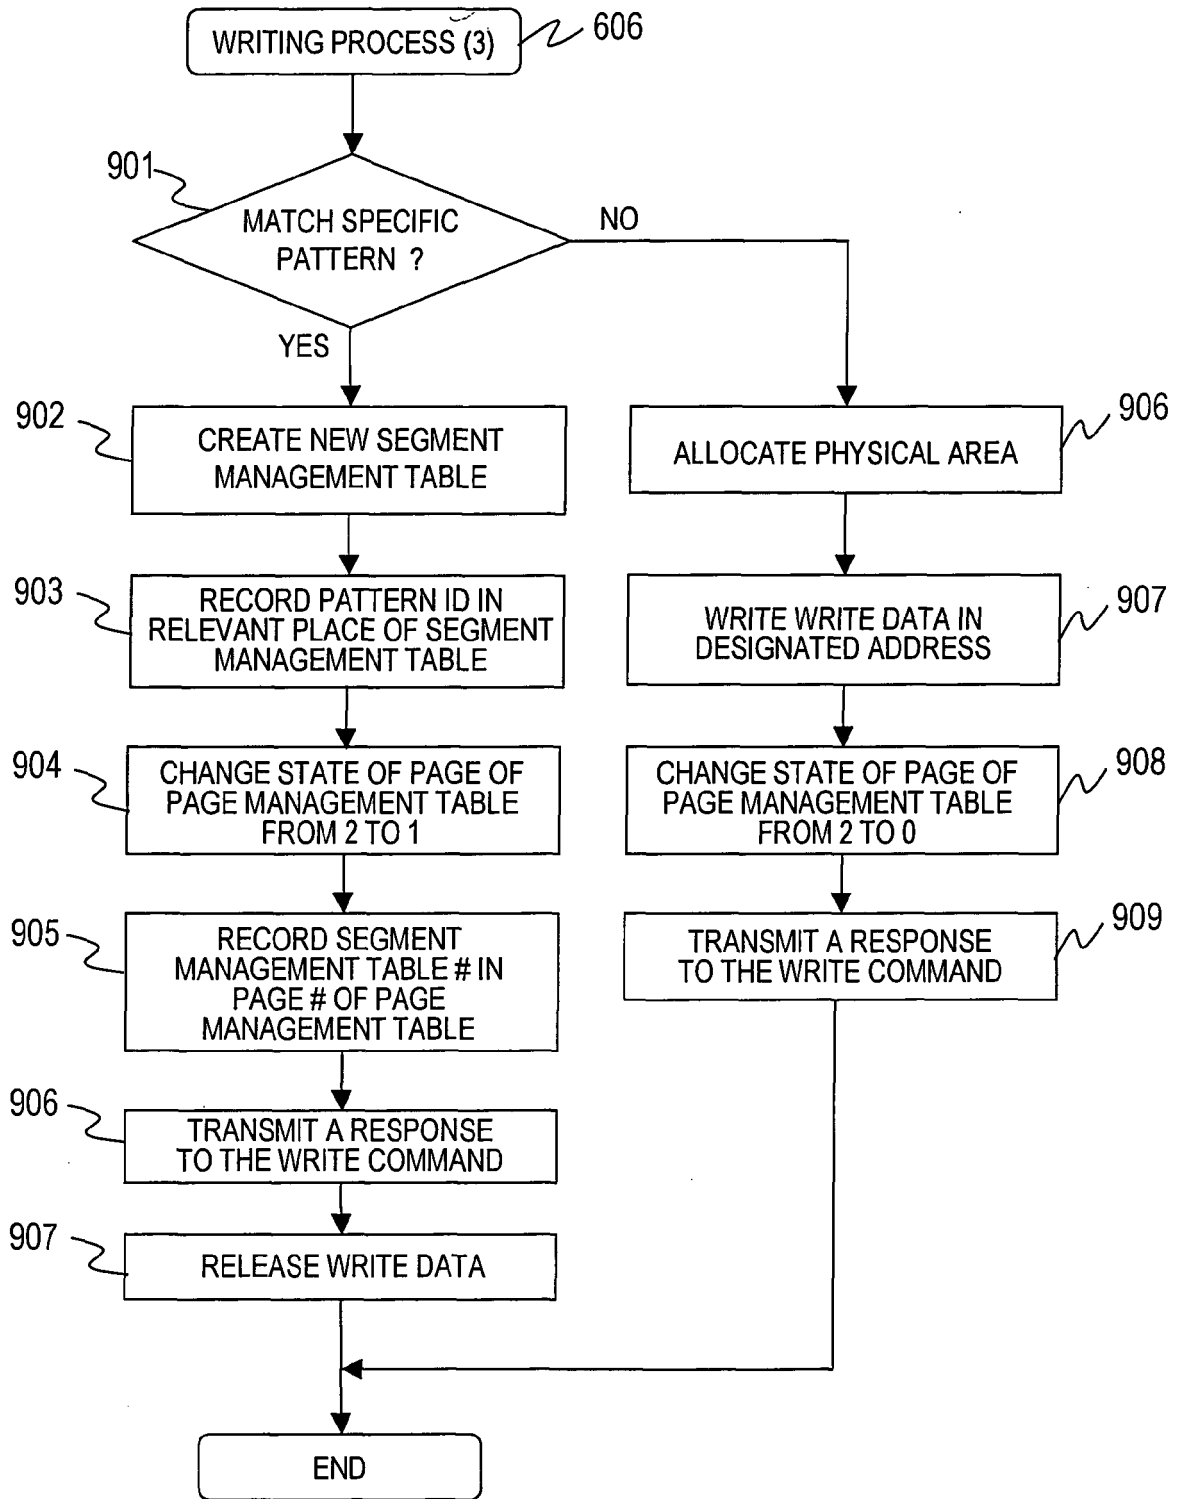 WRITING PROCESS (3)
606
901
MATCH SPECIFIC
PATTERN ?
NO
YES
902
CREATE NEW SEGMENT
MANAGEMENT TABLE
906
ALLOCATE PHYSICAL AREA
903
RECORD PATTERN ID IN
RELEVANT PLACE OF SEGMENT
MANAGEMENT TABLE
907
WRITE WRITE DATA IN
DESIGNATED ADDRESS
904
CHANGE STATE OF PAGE OF
PAGE MANAGEMENT TABLE
FROM 2 TO 1
908
CHANGE STATE OF PAGE OF
PAGE MANAGEMENT TABLE
FROM 2 TO 0
905
RECORD SEGMENT
MANAGEMENT TABLE # IN
PAGE # OF PAGE
MANAGEMENT TABLE
909
TRANSMIT A RESPONSE
TO THE WRITE COMMAND
906
TRANSMIT A RESPONSE
TO THE WRITE COMMAND
907
RELEASE WRITE DATA
END